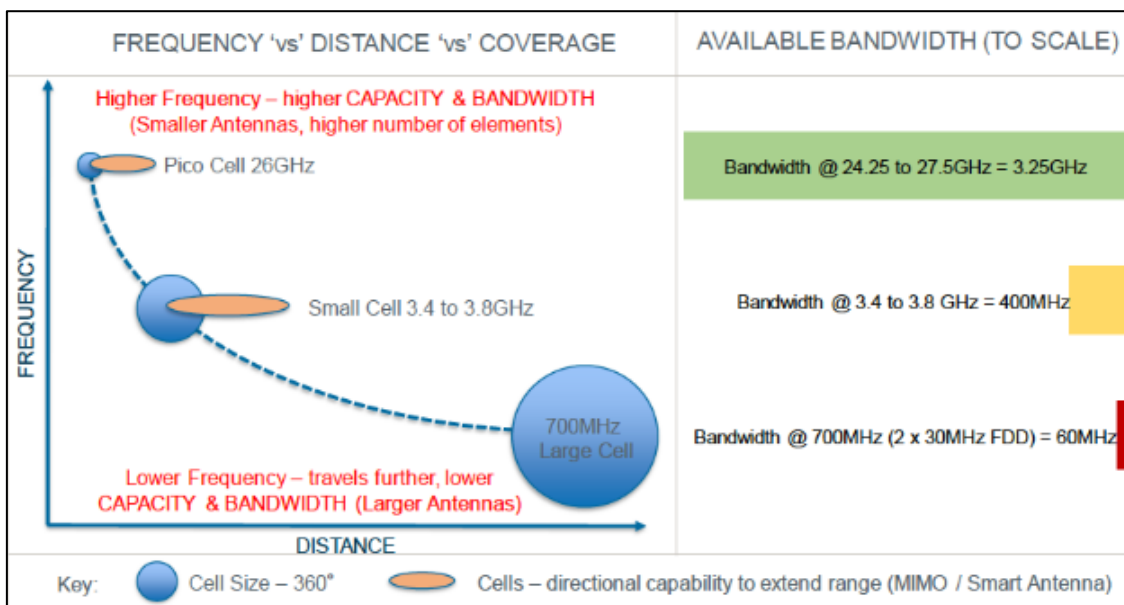 FREQUENCY ‘vs’ DISTANCE ‘vs’ COVERAGE
AVAILABLE BANDWIDTH (TO SCALE)
Higher Frequency – higher CAPACITY & BANDWIDTH
(Smaller Antennas, higher number of elements)
Pico Cell 26GHz
Bandwidth @ 24.25 to 27.5GHz = 3.25GHz
FREQUENCY
Small Cell 3.4 to 3.8GHz
Bandwidth @ 3.4 to 3.8 GHz = 400MHz
700MHz
Large Cell
Bandwidth @ 700MHz (2 x 30MHz FDD) = 60MHz
Lower Frequency – travels further, lower
CAPACITY & BANDWIDTH (Larger Antennas)
DISTANCE
Key:
Cell Size – 360°
Cells – directional capability to extend range (MIMO / Smart Antenna)